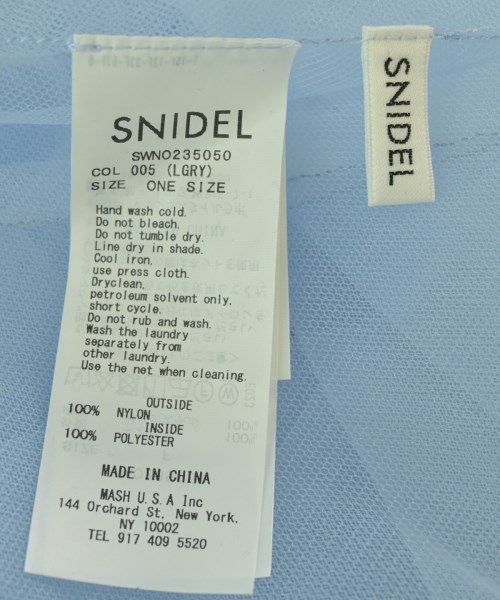 SNIDEL
SWNO235050
COL 005 (LGRY)
SIZE ONE SIZE
Hand wash cold.
Do not bleach.
Do not tumble dry.
Line dry in shade.
Cool iron,
use press cloth.
Dryclean,
petroleum solvent only,
short cycle.
Do not rub and wash.
Wash the laundry
separately from
other laundry.
Use the net when cleaning.
OUTSIDE
100% NYLON
INSIDE
100% POLYESTER
MADE IN CHINA
MASH U.S.A Inc
144 Orchard St, New York.
NY 10002
TEL 917 409 5520
SNIDEL